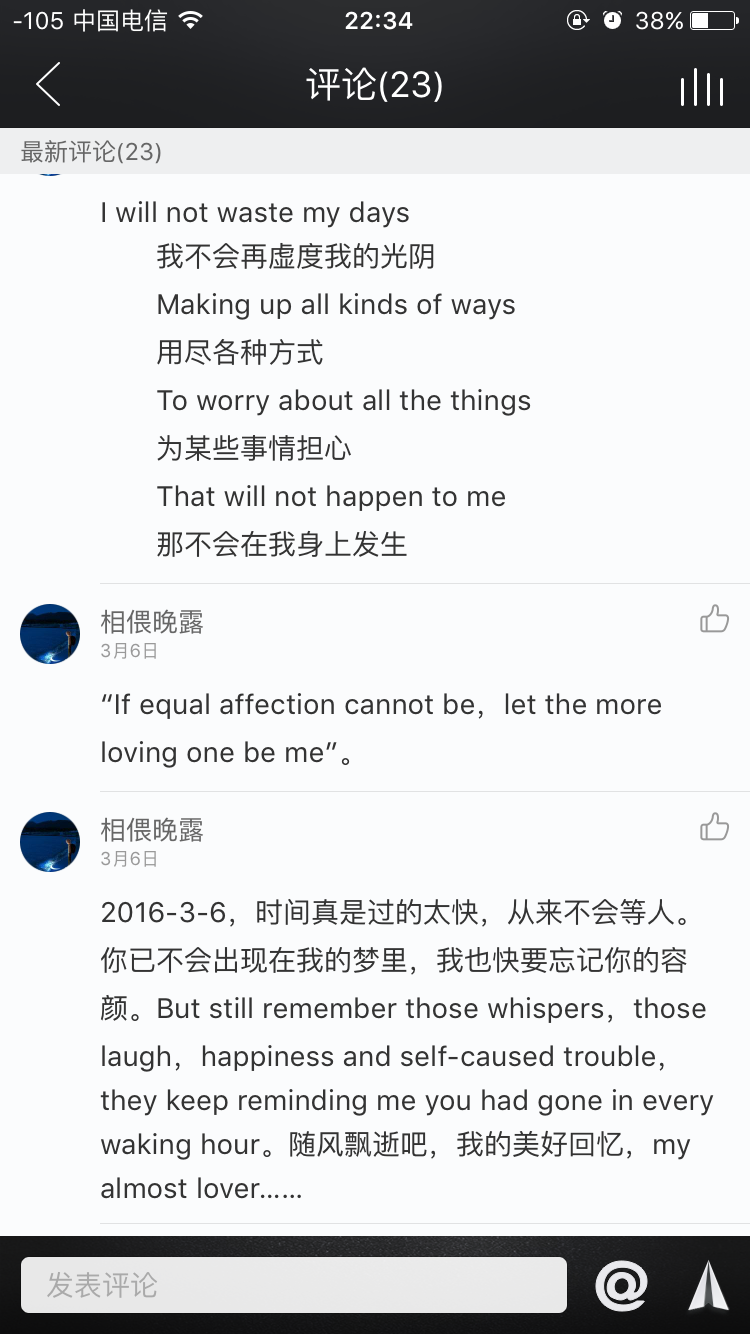 -105 中国电信 22:34 38%
评论(23)
最新评论(23)
I will not waste my days
我不会再虚度我的光阴
Making up all kinds of ways
用尽各种方式
To worry about all the things
为某些事情担心
That will not happen to me
那不会在我身上发生
相偎晚露
3月6日
“If equal affection cannot be，let the more
loving one be me”。
相偎晚露
3月6日
2016-3-6，时间真是过的太快，从来不会等人。
你已不会出现在我的梦里，我也快要忘记你的容
颜。But still remember those whispers，those
laugh，happiness and self-caused trouble，
they keep reminding me you had gone in every
waking hour。随风飘逝吧，我的美好回忆，my
almost lover……
发表评论 @